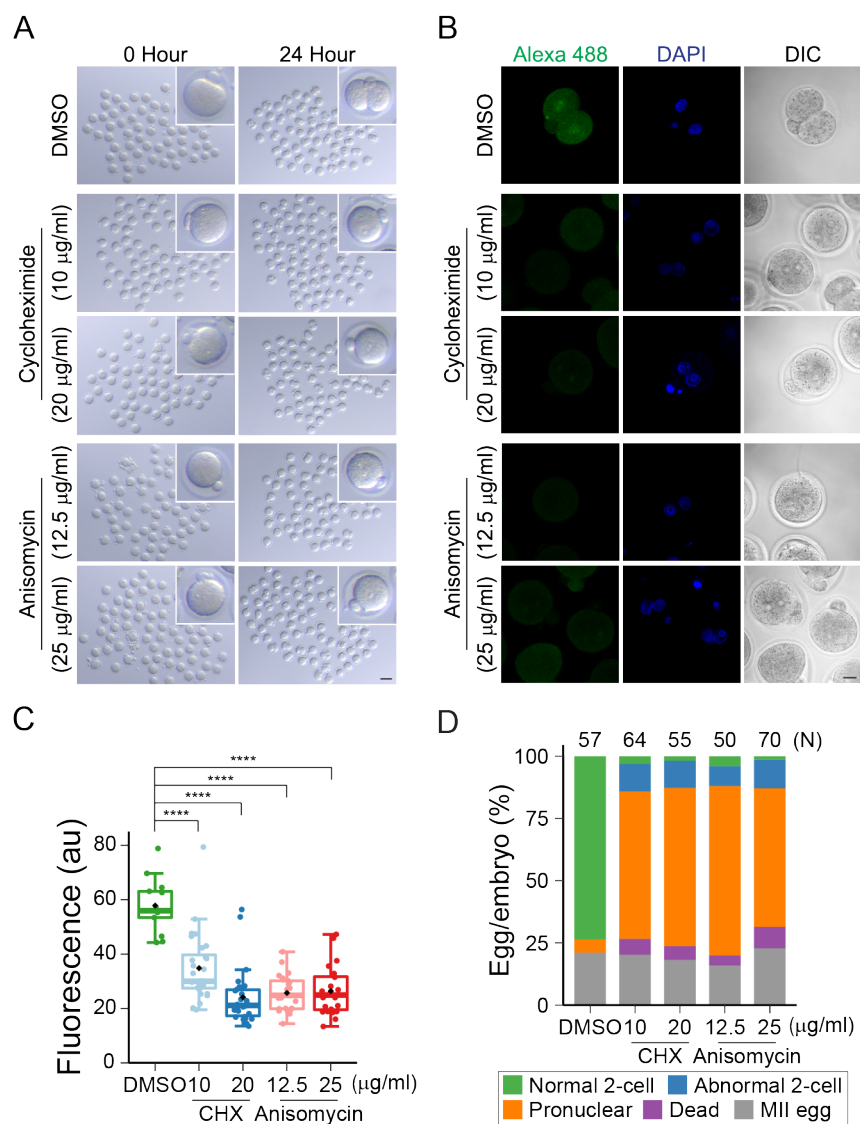 A
0 Hour 24 Hour
DMSO
Cycloheximide
(10 μg/ml)
(20 μg/ml)
Anisomycin
(12.5 μg/ml)
(25 μg/ml)
B
Alexa 488 DAPI DIC
DMSO
Cycloheximide
(10 μg/ml)
(20 μg/ml)
Anisomycin
(12.5 μg/ml)
(25 μg/ml)
C
****
****
****
****
Fluorescence (au)
80
60
40
20
0
DMSO 10 20 12.5 25 (μg/ml)
CHX Anisomycin
D
57 64 55 50 70 (N)
Egg/embryo (%)
100
75
50
25
0
DMSO 10 20 12.5 25 (μg/ml)
CHX Anisomycin
Normal 2-cell Abnormal 2-cell
Pronuclear Dead MII egg